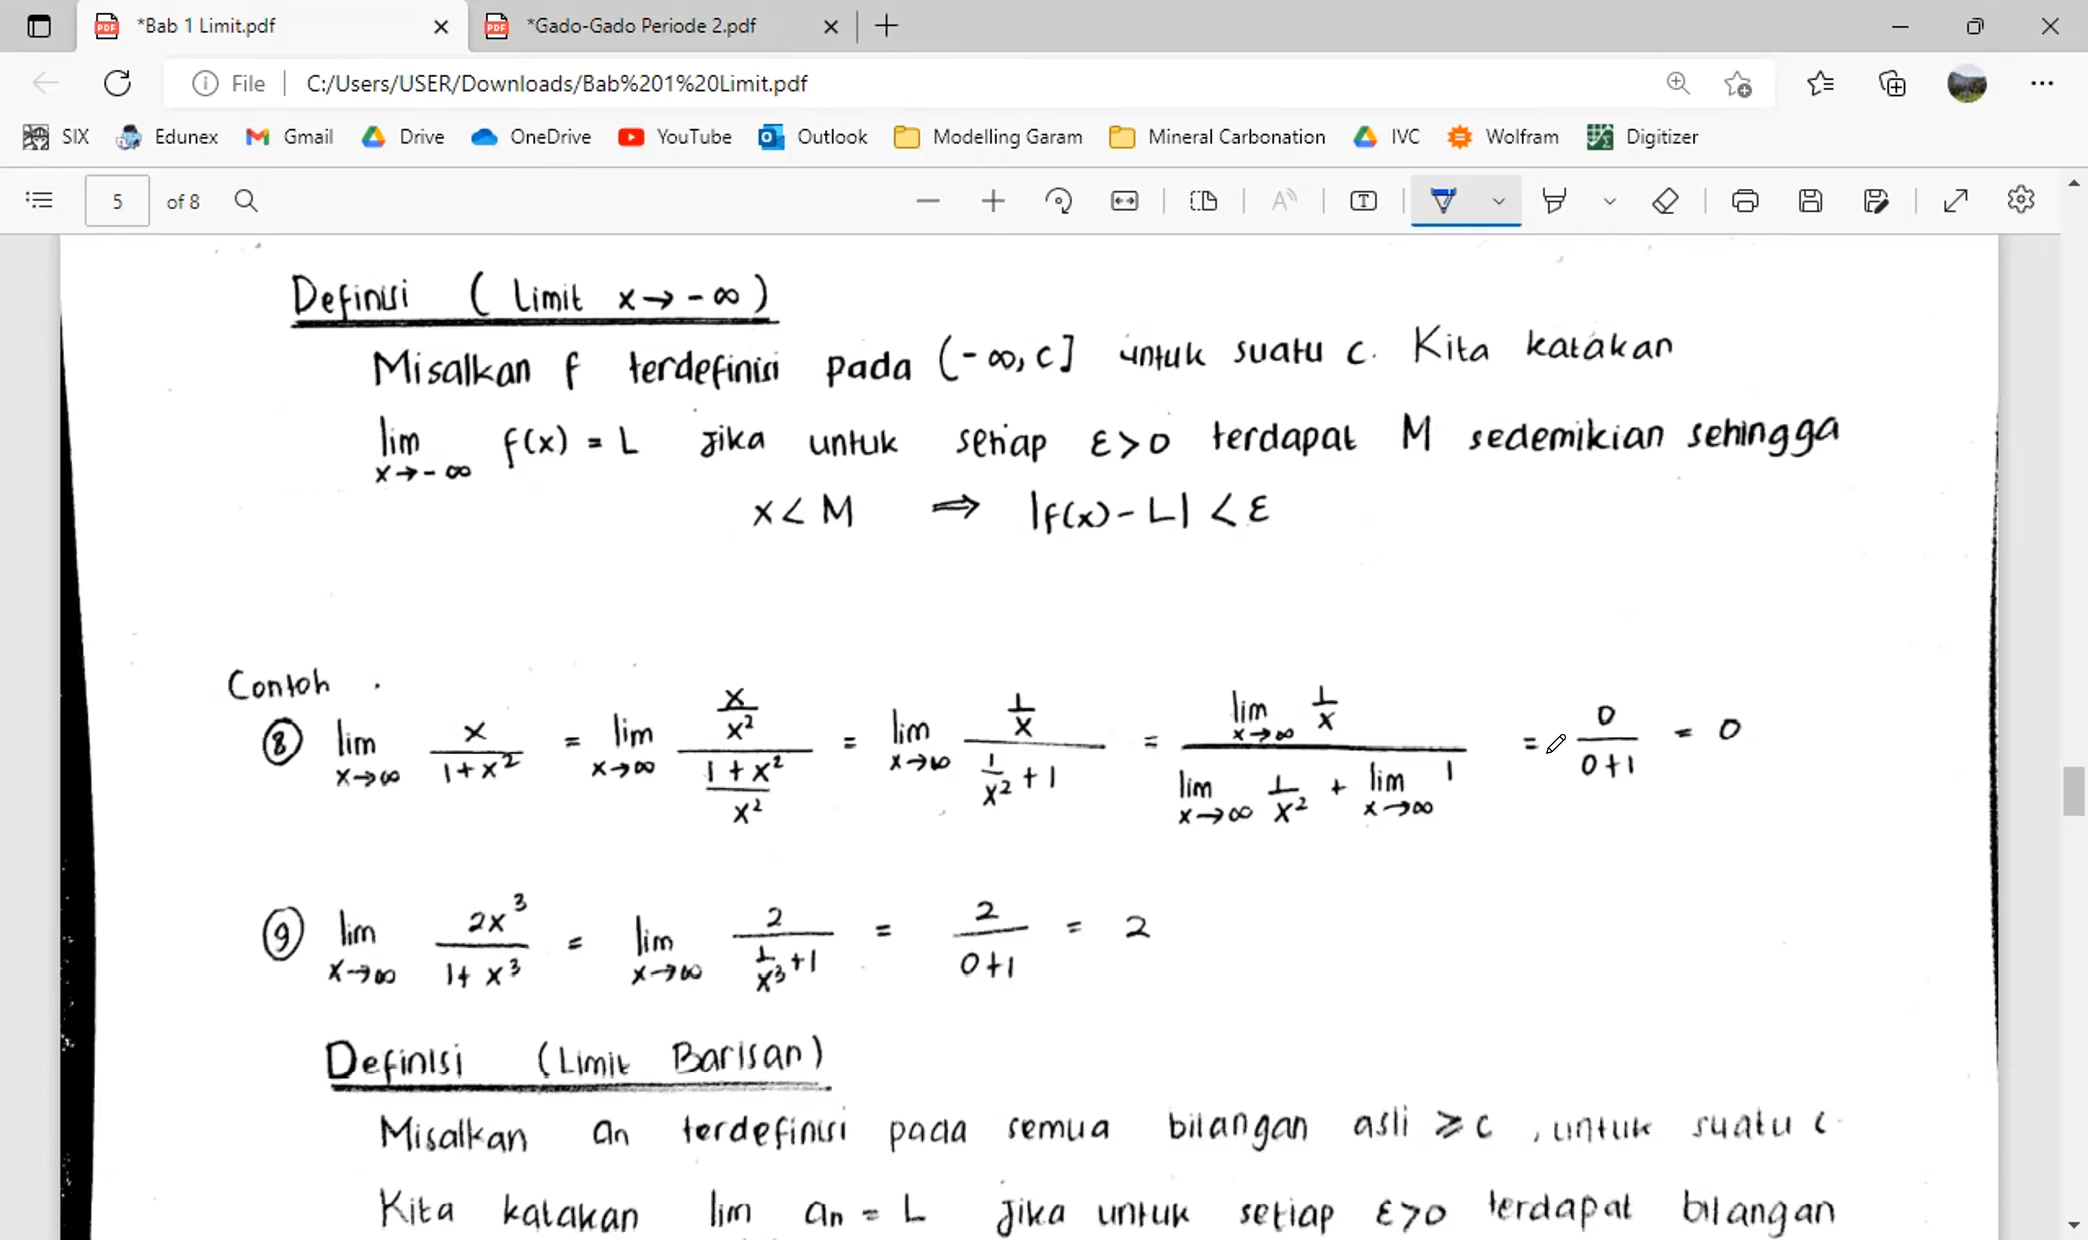 *Bab 1 Limit.pdf
*Gado-Gado Periode 2.pdf
File
C:/Users/USER/Downloads/Bab%201%20Limit.pdf
SIX Edunex Gmail Drive OneDrive YouTube Outlook Modelling Garam Mineral Carbonation IVC Wolfram Digitizer
5 of 8
Definisi ( Limit x → -∞ )
Misalkan f terdefinisi pada (-∞, c] untuk suatu c. Kita katakan
lim x→-∞ f(x) = L jika untuk setiap ε>0 terdapat M sedemikian sehingga
x < M ⇒ |f(x) - L| < ε
Contoh .
⑧ lim x→∞ x/(1+x²) = lim x→∞ (x/x²)/((1+x²)/x²) = lim x→∞ (1/x)/(1/x² + 1) = (lim x→∞ 1/x)/(lim x→∞ 1/x² + lim x→∞ 1) = 0/(0+1) = 0
⑨ lim x→∞ 2x³/(1+x³) = lim x→∞ 2/(1/x³ + 1) = 2/(0+1) = 2
Definisi (Limit Barisan)
Misalkan an terdefinisi pada semua bilangan asli ≥ c , untuk suatu c.
Kita katakan lim an = L jika untuk setiap ε>0 terdapat bilangan